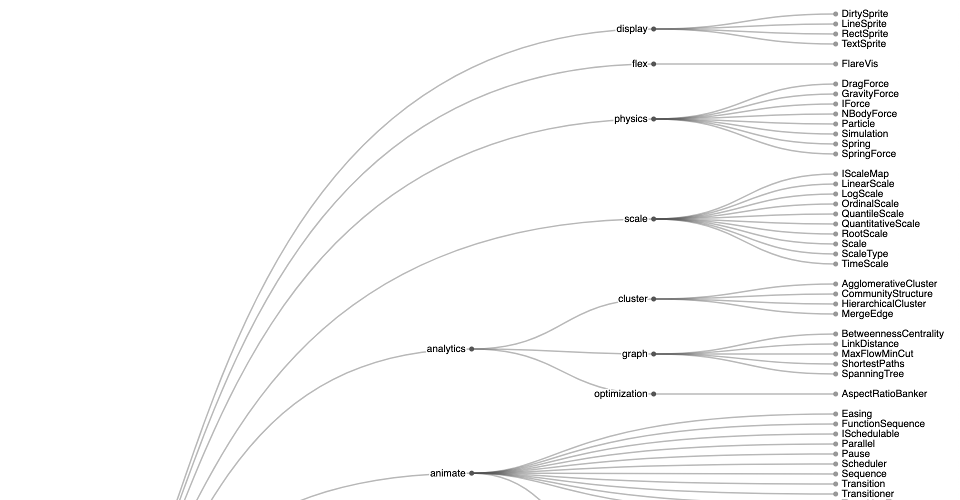 display
DirtySprite
LineSprite
RectSprite
TextSprite
flex
FlareVis
physics
DragForce
GravityForce
IForce
NBodyForce
Particle
Simulation
Spring
SpringForce
scale
IScaleMap
LinearScale
LogScale
OrdinalScale
QuantileScale
QuantitativeScale
RootScale
Scale
ScaleType
TimeScale
analytics
cluster
AgglomerativeCluster
CommunityStructure
HierarchicalCluster
MergeEdge
graph
BetweennessCentrality
LinkDistance
MaxFlowMinCut
ShortestPaths
SpanningTree
optimization
AspectRatioBanker
animate
Easing
FunctionSequence
ISchedulable
Parallel
Pause
Scheduler
Sequence
Transition
Transitioner